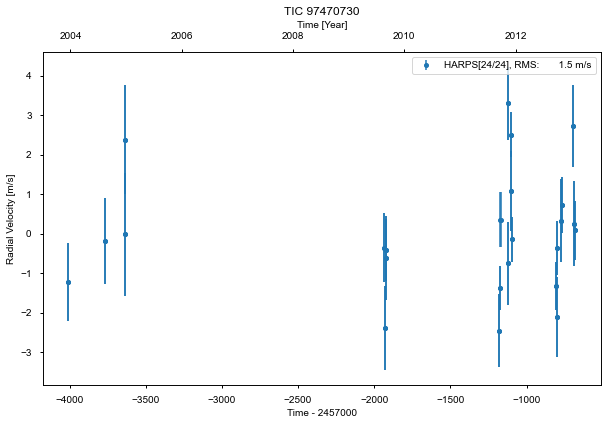 TIC 97470730
Time [Year]
2004 2006 2008 2010 2012
HARPS[24/24], RMS: 1.5 m/s
Radial Velocity [m/s]
4
3
2
1
0
−1
−2
−3
−4000 −3500 −3000 −2500 −2000 −1500 −1000
Time - 2457000